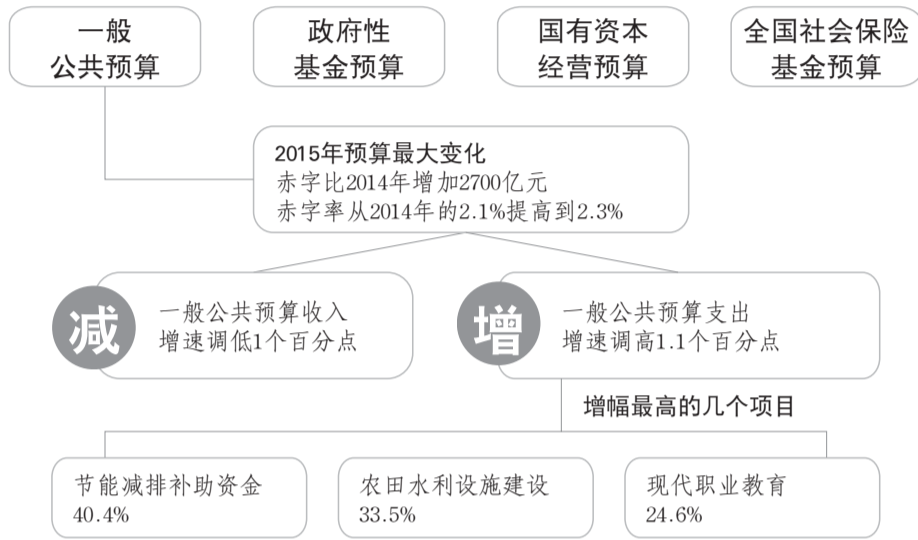 一般
公共预算
政府性
基金预算
国有资本
经营预算
全国社会保险
基金预算
2015年预算最大变化
赤字比2014年增加2700亿元
赤字率从2014年的2.1%提高到2.3%
减
一般公共预算收入
增速调低1个百分点
增
一般公共预算支出
增速调高1.1个百分点
增幅最高的几个项目
节能减排补助资金
40.4%
农田水利设施建设
33.5%
现代职业教育
24.6%